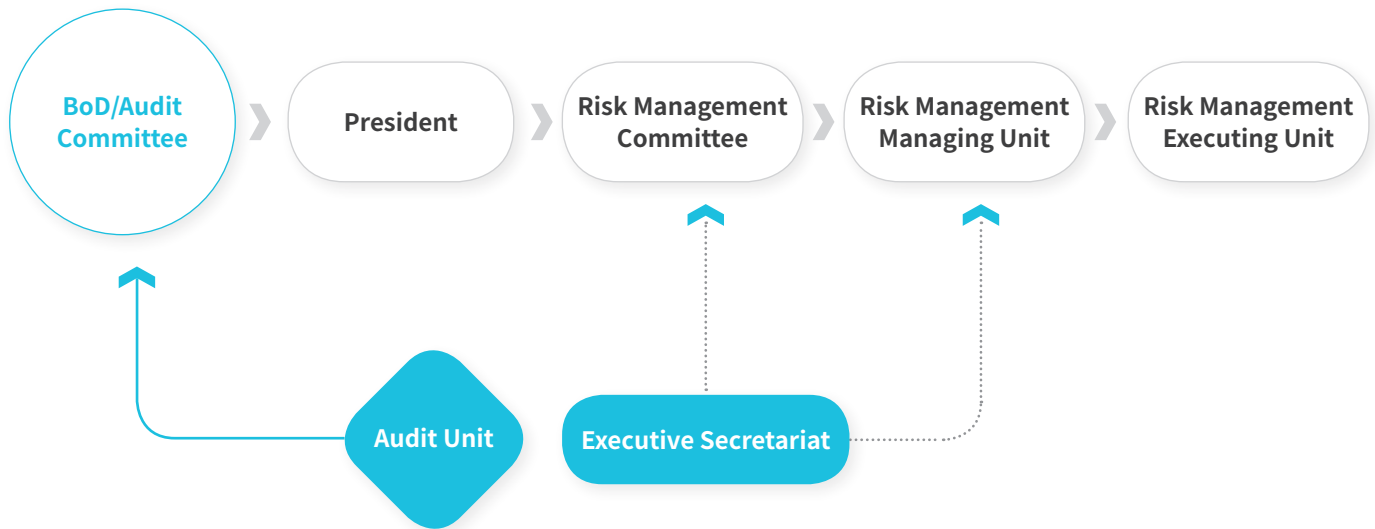 BoD/Audit
Committee
President
Risk Management
Committee
Risk Management
Managing Unit
Risk Management
Executing Unit
Audit Unit
Executive Secretariat